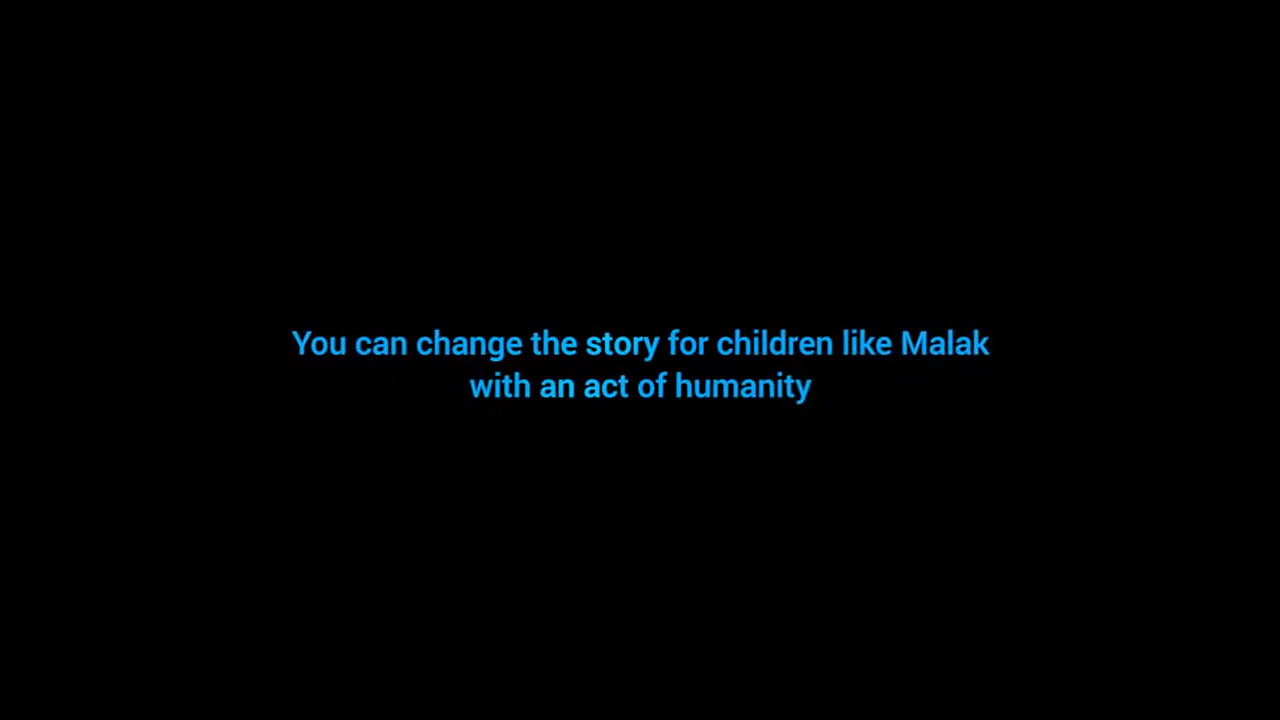 You can change the story for children like Malak
with an act of humanity